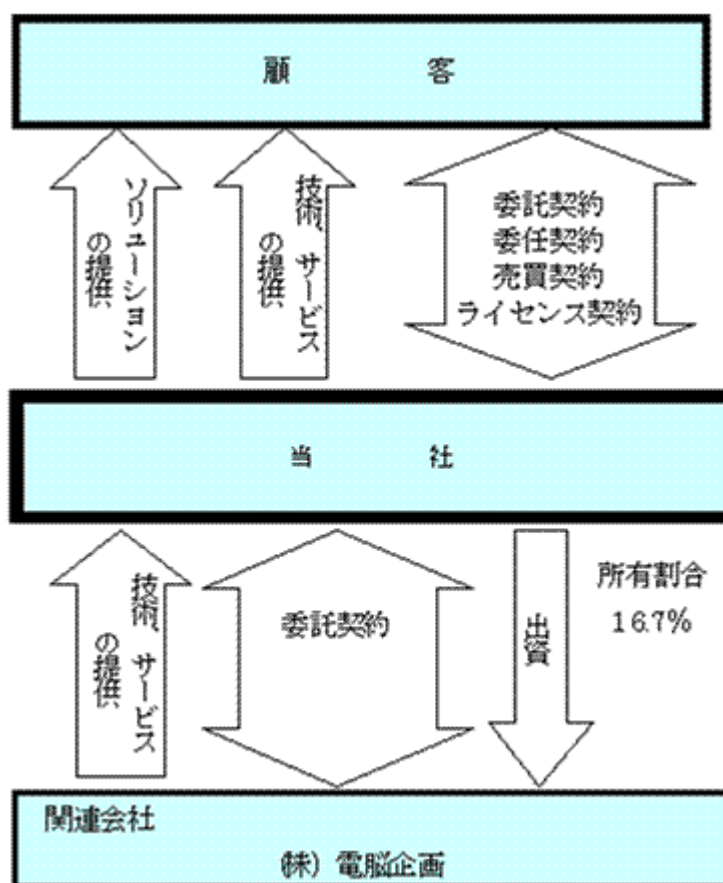 顧 客
ソリューション
の提供
技術、サービス
の提供
委託契約
委任契約
売買契約
ライセンス契約
当 社
技術、サービス
の提供
委託契約
出資
所有割合
16.7%
関連会社
㈱）電脳企画